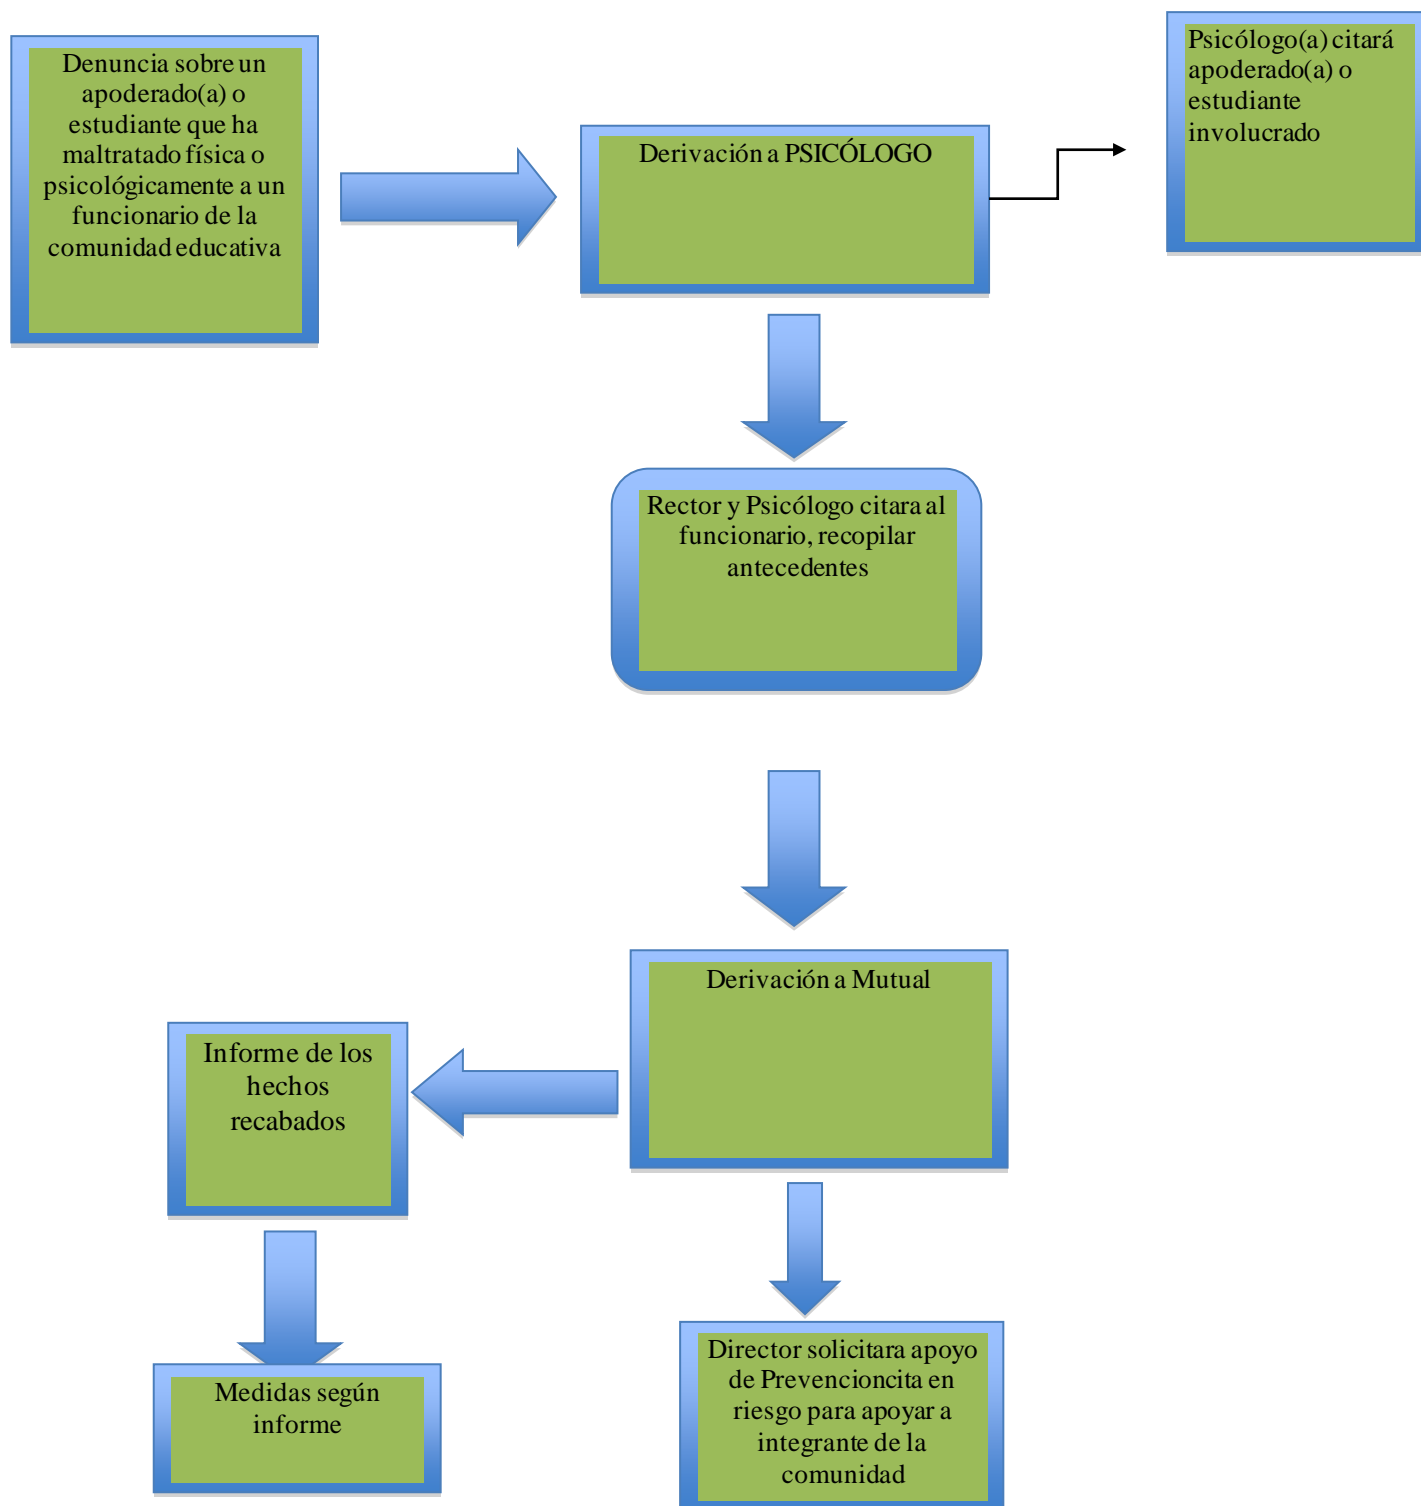 Denuncia sobre un
apoderado(a) o
estudiante que ha
maltratado física o
psicológicamente a un
funcionario de la
comunidad educativa
Derivación a PSICÓLOGO
Psicólogo(a) citará
apoderado(a) o
estudiante
involucrado
Rector y Psicólogo citara al
funcionario, recopilar
antecedentes
Derivación a Mutual
Informe de los
hechos
recabados
Medidas según
informe
Director solicitara apoyo
de Prevencioncita en
riesgo para apoyar a
integrante de la
comunidad